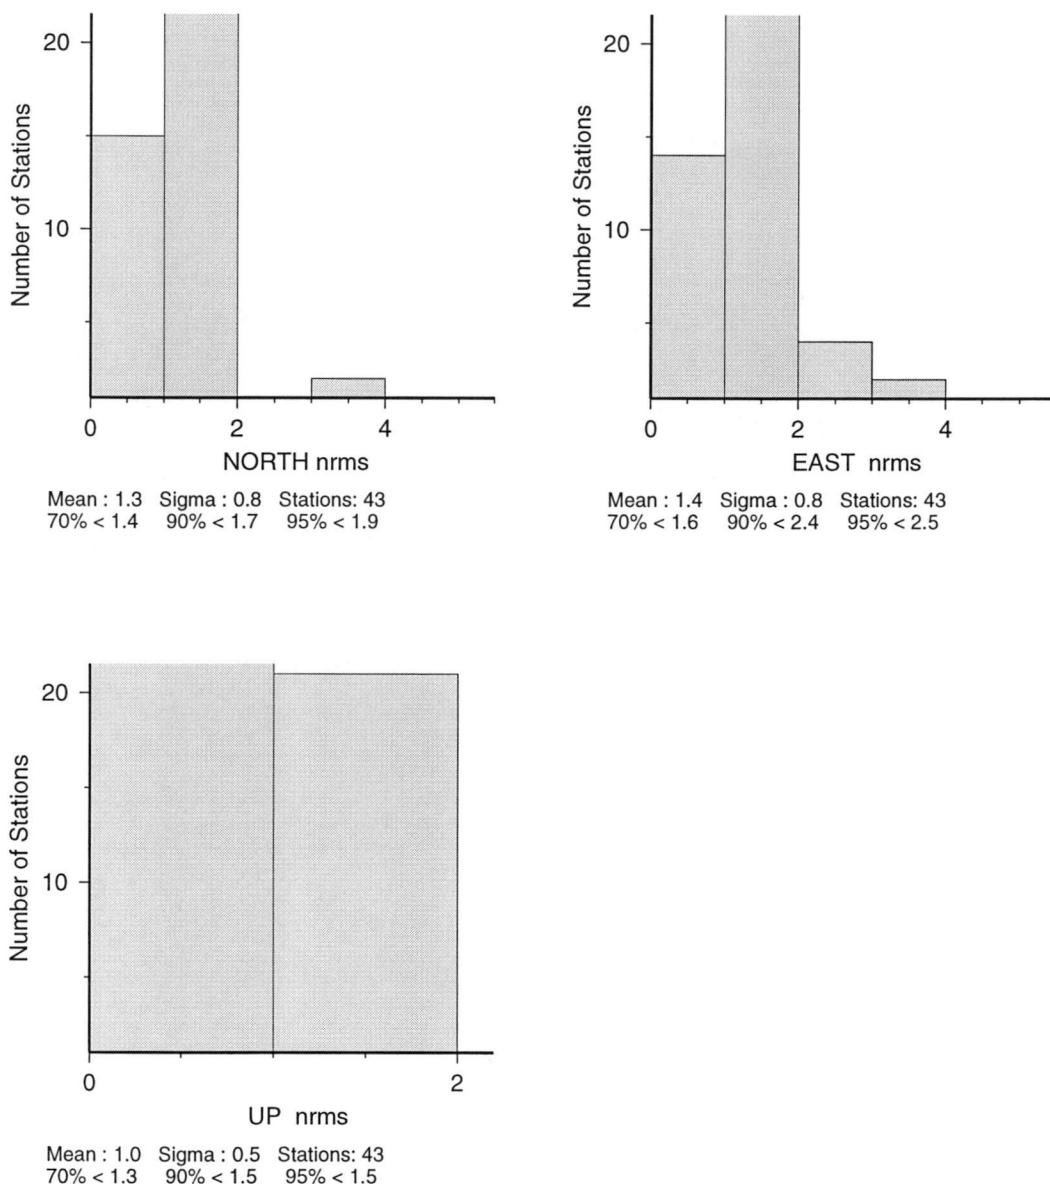 20
10
Number of Stations
0 2 4
NORTH nrms
Mean : 1.3 Sigma : 0.8 Stations: 43
70% < 1.4 90% < 1.7 95% < 1.9
20
10
Number of Stations
0 2 4
EAST nrms
Mean : 1.4 Sigma : 0.8 Stations: 43
70% < 1.6 90% < 2.4 95% < 2.5
20
10
Number of Stations
0 2
UP nrms
Mean : 1.0 Sigma : 0.5 Stations: 43
70% < 1.3 90% < 1.5 95% < 1.5